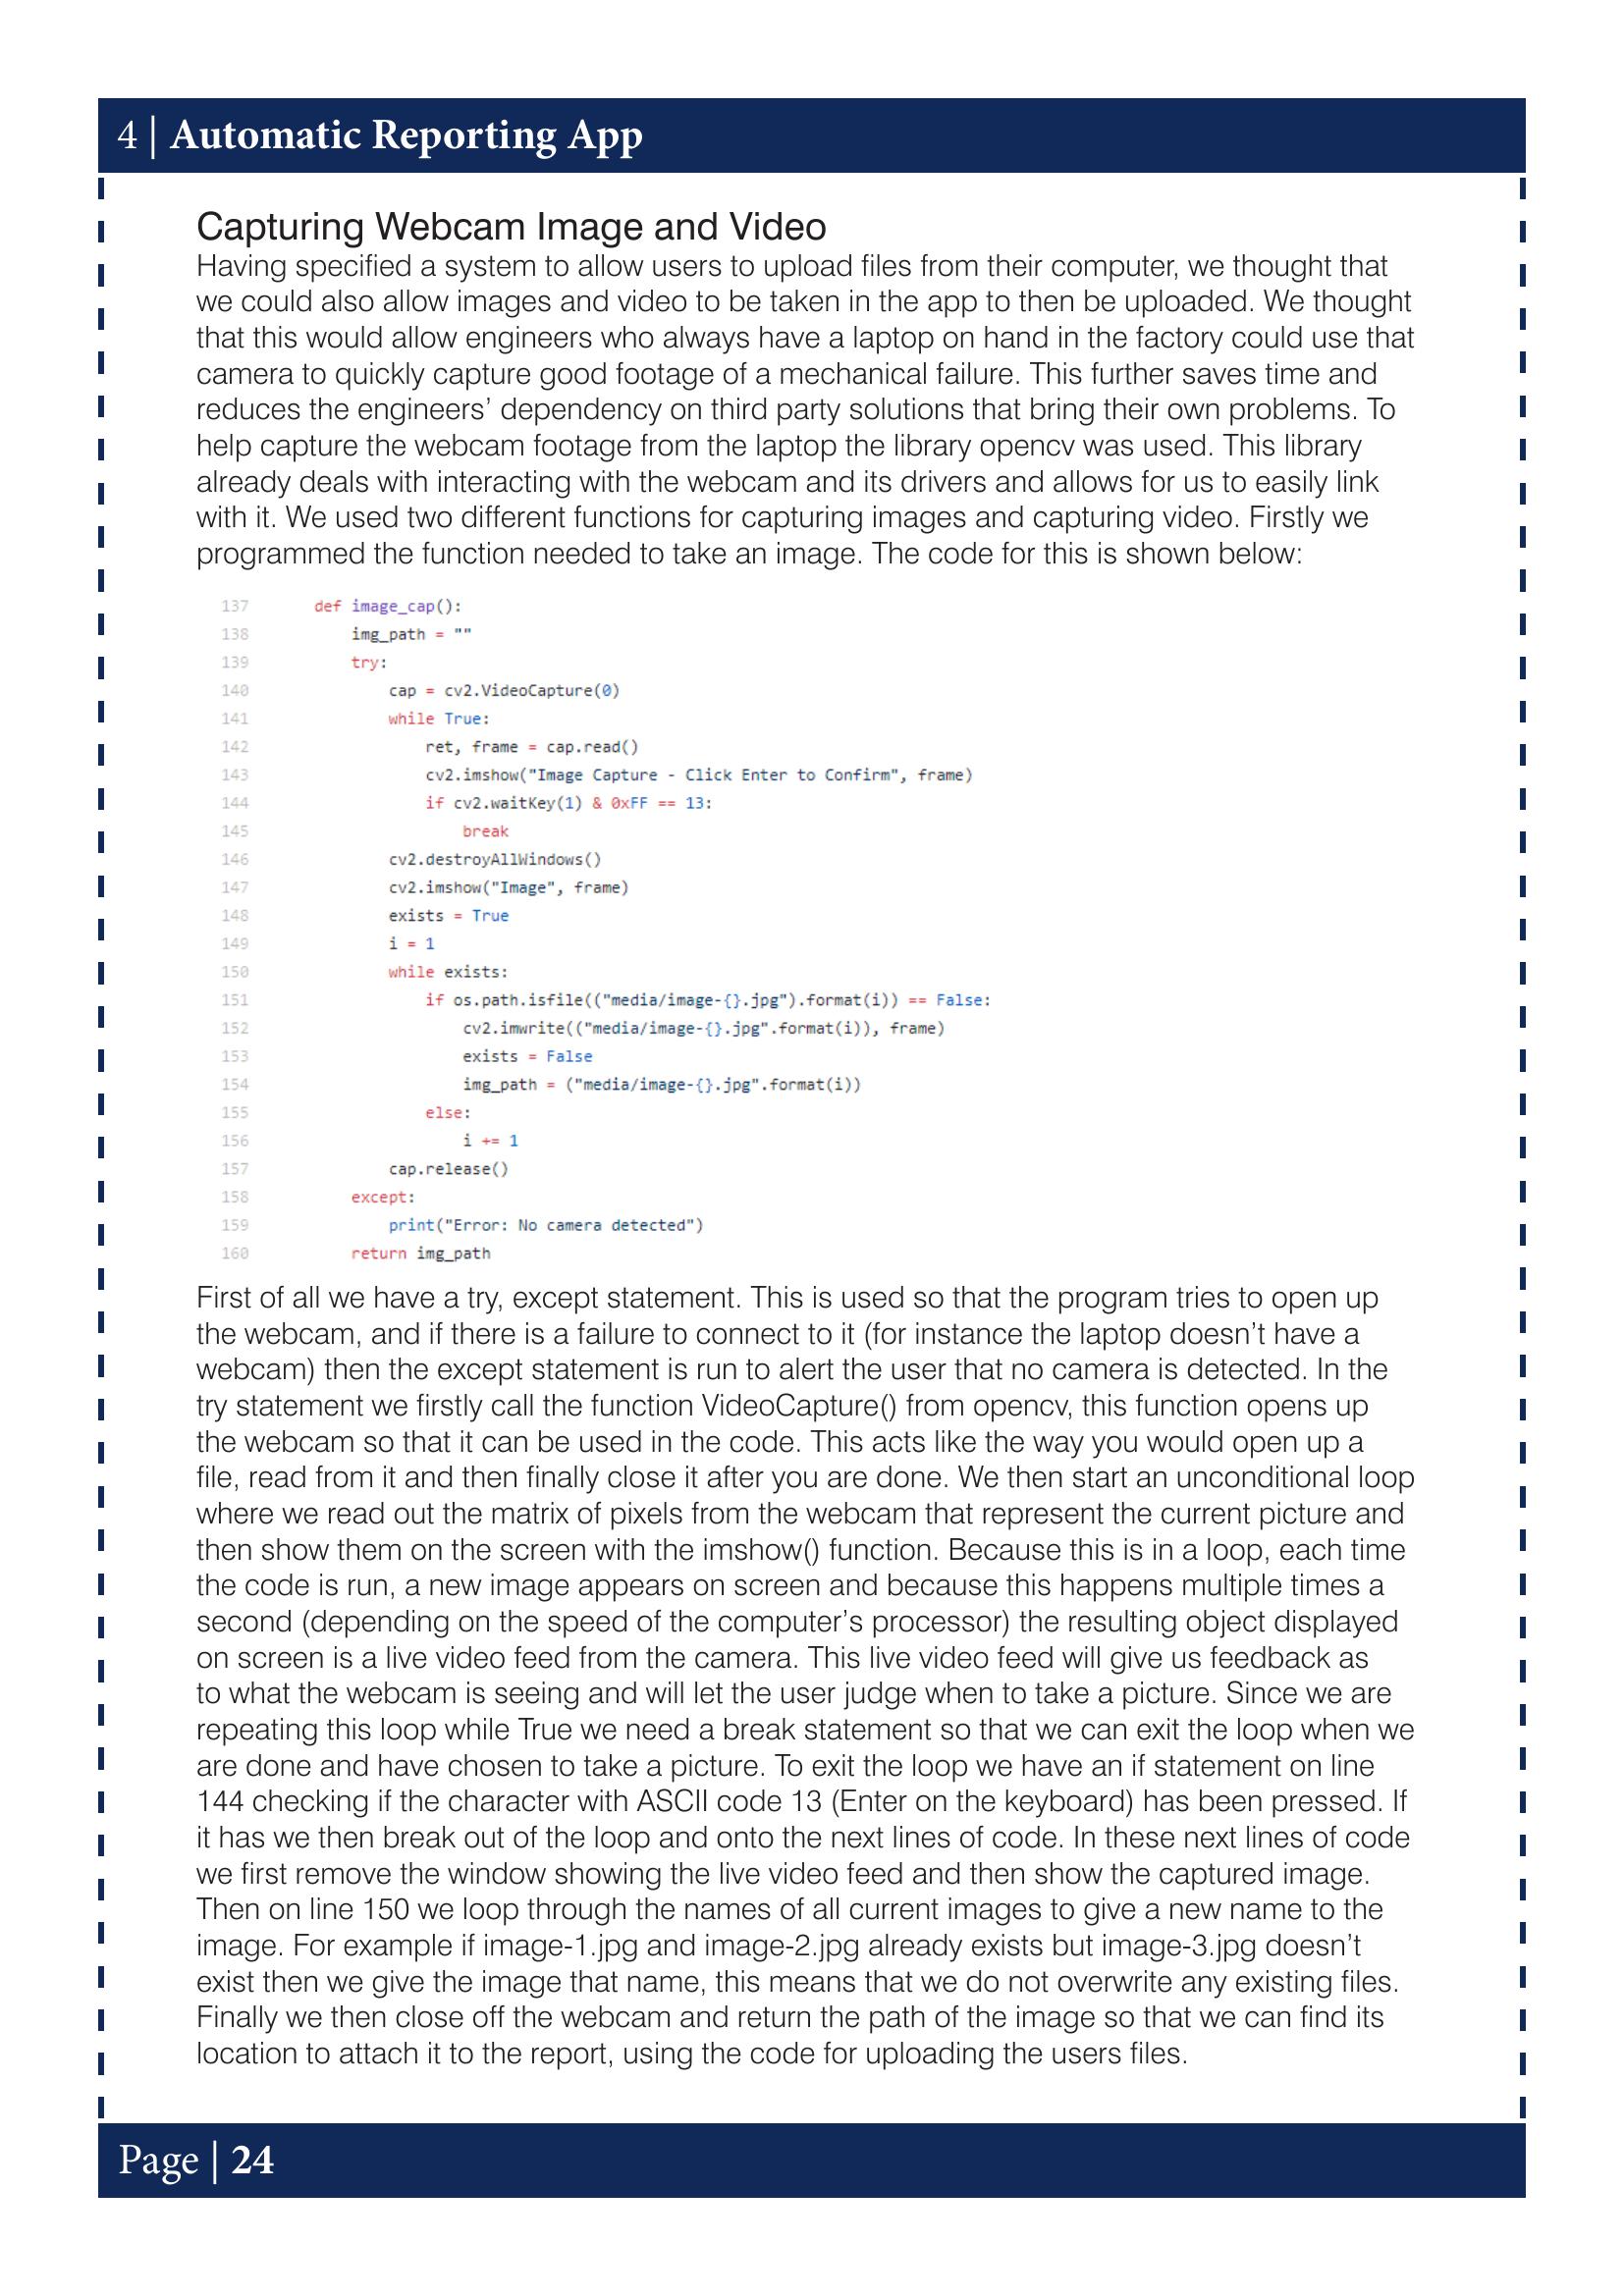 4 | Automatic Reporting App
Capturing Webcam Image and Video
Having specified a system to allow users to upload files from their computer, we thought that
we could also allow images and video to be taken in the app to then be uploaded. We thought
that this would allow engineers who always have a laptop on hand in the factory could use that
camera to quickly capture good footage of a mechanical failure. This further saves time and
reduces the engineers’ dependency on third party solutions that bring their own problems. To
help capture the webcam footage from the laptop the library opencv was used. This library
already deals with interacting with the webcam and its drivers and allows for us to easily link
with it. We used two different functions for capturing images and capturing video. Firstly we
programmed the function needed to take an image. The code for this is shown below:
137 def image_cap():
138 img_path = ""
139 try:
140 cap = cv2.VideoCapture(0)
141 while True:
142 ret, frame = cap.read()
143 cv2.imshow("Image Capture - Click Enter to Confirm", frame)
144 if cv2.waitKey(1) & 0xFF == 13:
145 break
146 cv2.destroyAllWindows()
147 cv2.imshow("Image", frame)
148 exists = True
149 i = 1
150 while exists:
151 if os.path.isfile(("media/image-{}.jpg").format(i)) == False:
152 cv2.imwrite(("media/image-{}.jpg".format(i)), frame)
153 exists = False
154 img_path = ("media/image-{}.jpg".format(i))
155 else:
156 i += 1
157 cap.release()
158 except:
159 print("Error: No camera detected")
160 return img_path
First of all we have a try, except statement. This is used so that the program tries to open up
the webcam, and if there is a failure to connect to it (for instance the laptop doesn’t have a
webcam) then the except statement is run to alert the user that no camera is detected. In the
try statement we firstly call the function VideoCapture() from opencv, this function opens up
the webcam so that it can be used in the code. This acts like the way you would open up a
file, read from it and then finally close it after you are done. We then start an unconditional loop
where we read out the matrix of pixels from the webcam that represent the current picture and
then show them on the screen with the imshow() function. Because this is in a loop, each time
the code is run, a new image appears on screen and because this happens multiple times a
second (depending on the speed of the computer’s processor) the resulting object displayed
on screen is a live video feed from the camera. This live video feed will give us feedback as
to what the webcam is seeing and will let the user judge when to take a picture. Since we are
repeating this loop while True we need a break statement so that we can exit the loop when we
are done and have chosen to take a picture. To exit the loop we have an if statement on line
144 checking if the character with ASCII code 13 (Enter on the keyboard) has been pressed. If
it has we then break out of the loop and onto the next lines of code. In these next lines of code
we first remove the window showing the live video feed and then show the captured image.
Then on line 150 we loop through the names of all current images to give a new name to the
image. For example if image-1.jpg and image-2.jpg already exists but image-3.jpg doesn’t
exist then we give the image that name, this means that we do not overwrite any existing files.
Finally we then close off the webcam and return the path of the image so that we can find its
location to attach it to the report, using the code for uploading the users files.
Page | 24